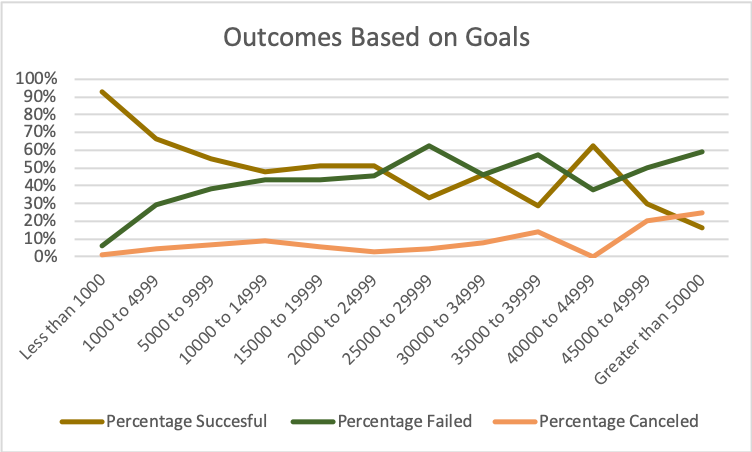 Outcomes Based on Goals
100%
90%
80%
70%
60%
50%
40%
30%
20%
10%
0%
Less than 1000
1000 to 4999
5000 to 9999
10000 to 14999
15000 to 19999
20000 to 24999
25000 to 29999
30000 to 34999
35000 to 39999
40000 to 44999
45000 to 49999
Greater than 50000
Percentage Succesful Percentage Failed Percentage Canceled